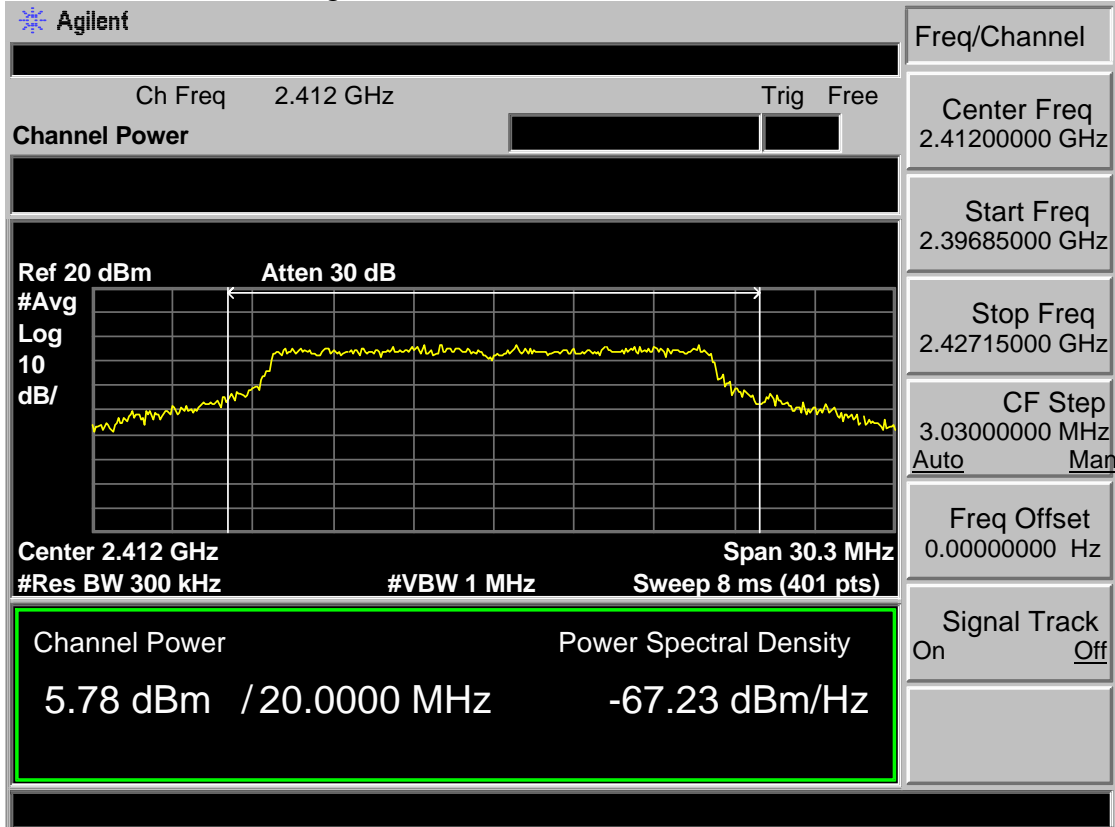 Agilent
Freq/Channel
Ch Freq 2.412 GHz Trig Free
Channel Power
Center Freq
2.41200000 GHz
Start Freq
2.39685000 GHz
Ref 20 dBm Atten 30 dB
#Avg
Log
10
dB/
Stop Freq
2.42715000 GHz
CF Step
3.03000000 MHz
Auto Man
Freq Offset
0.00000000 Hz
Center 2.412 GHz Span 30.3 MHz
#Res BW 300 kHz #VBW 1 MHz Sweep 8 ms (401 pts)
Signal Track
On Off
Channel Power Power Spectral Density
5.78 dBm / 20.0000 MHz -67.23 dBm/Hz